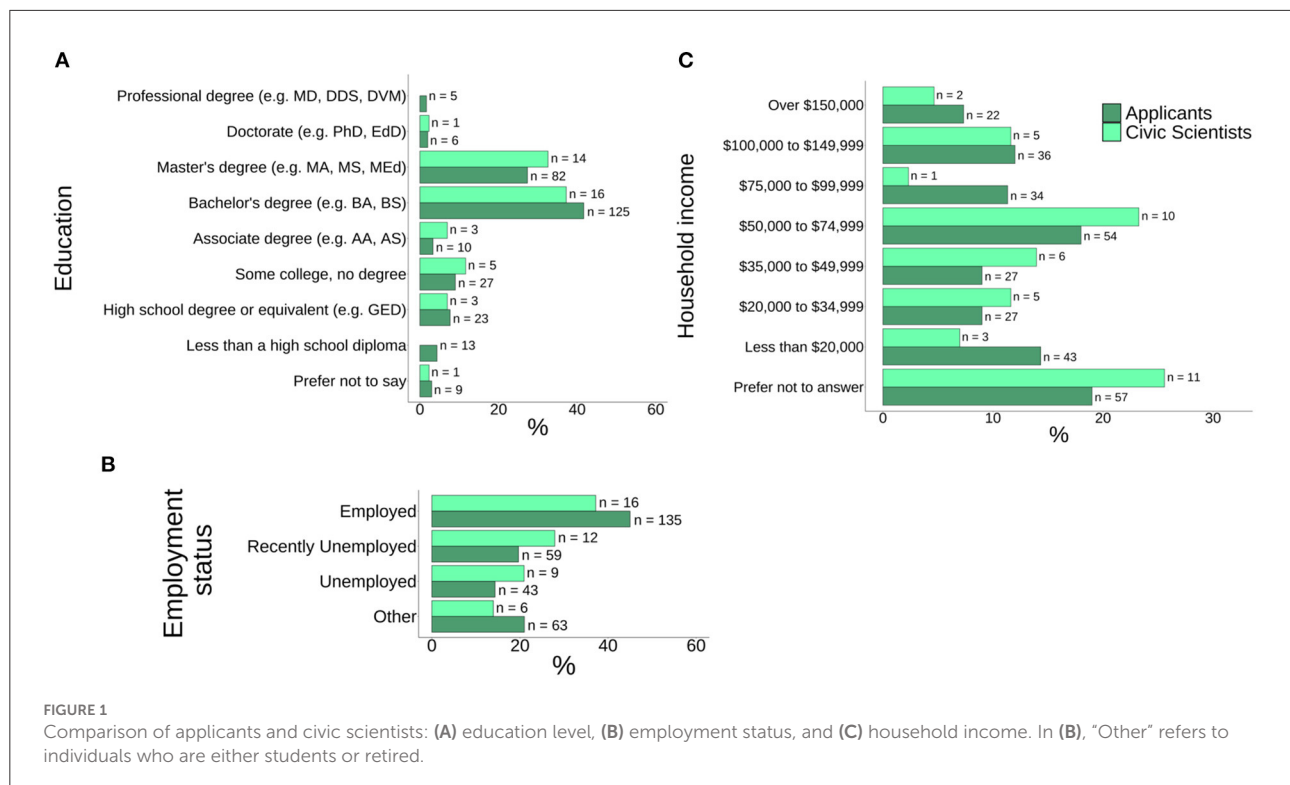 A
Education
Professional degree (e.g. MD, DDS, DVM)
n = 5
Doctorate (e.g. PhD, EdD)
n = 1
n = 6
Master's degree (e.g. MA, MS, MEd)
n = 14
n = 82
Bachelor's degree (e.g. BA, BS)
n = 16
n = 125
Associate degree (e.g. AA, AS)
n = 3
n = 10
Some college, no degree
n = 5
n = 27
High school degree or equivalent (e.g. GED)
n = 3
n = 23
Less than a high school diploma
n = 13
Prefer not to say
n = 1
n = 9
0 20 40 60
%
C
Household income
Applicants
Civic Scientists
Over $150,000
n = 2
n = 22
$100,000 to $149,999
n = 5
n = 36
$75,000 to $99,999
n = 1
n = 34
$50,000 to $74,999
n = 10
n = 54
$35,000 to $49,999
n = 6
n = 27
$20,000 to $34,999
n = 5
n = 27
Less than $20,000
n = 3
n = 43
Prefer not to answer
n = 11
n = 57
0 10 20 30
%
B
Employment
status
Employed
n = 16
n = 135
Recently Unemployed
n = 12
n = 59
Unemployed
n = 9
n = 43
Other
n = 6
n = 63
0 20 40 60
%
FIGURE 1
Comparison of applicants and civic scientists: (A) education level, (B) employment status, and (C) household income. In (B), “Other” refers to
individuals who are either students or retired.